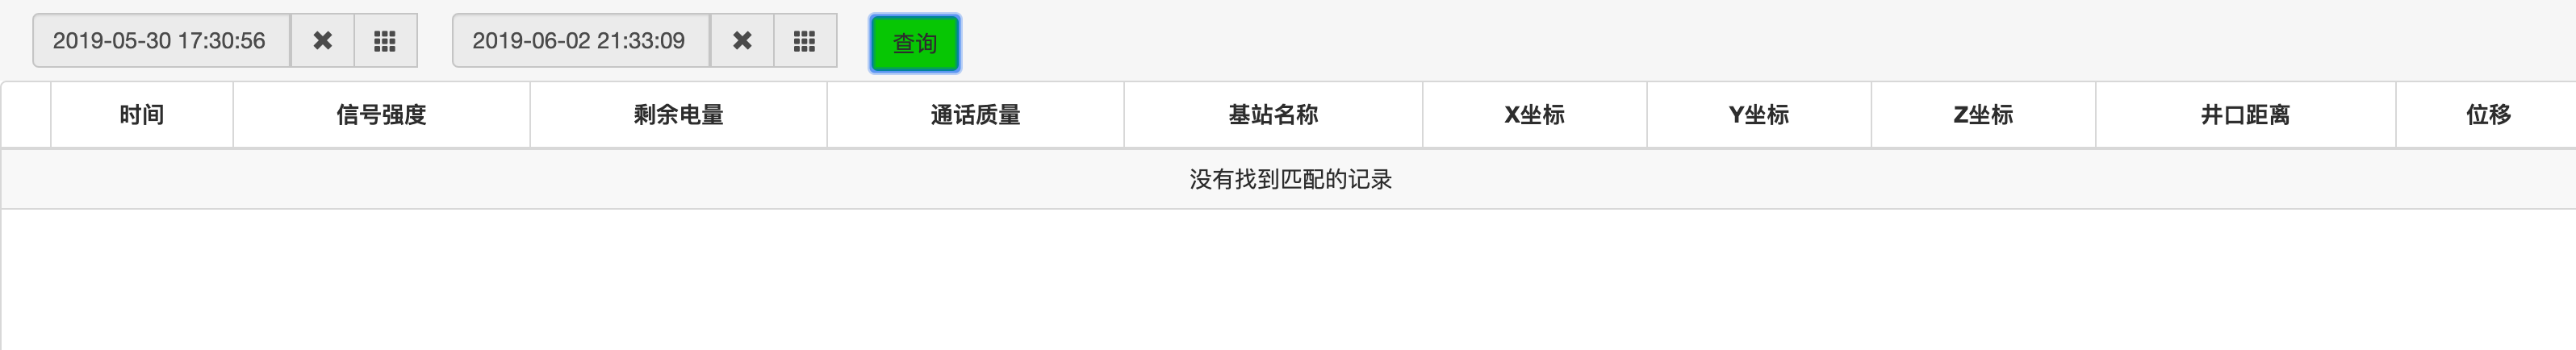 2019-05-30 17:30:56 2019-06-02 21:33:09 查询
时间 信号强度 剩余电量 通话质量 基站名称 X坐标 Y坐标 Z坐标 井口距离 位移
没有找到匹配的记录